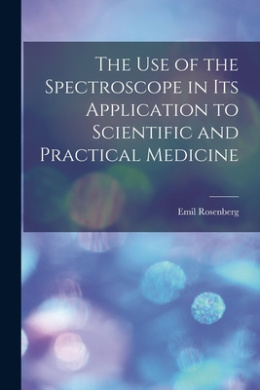 The Use of the
Spectroscope in Its
Application to
Scientific and
Practical Medicine
Emil Rosenberg